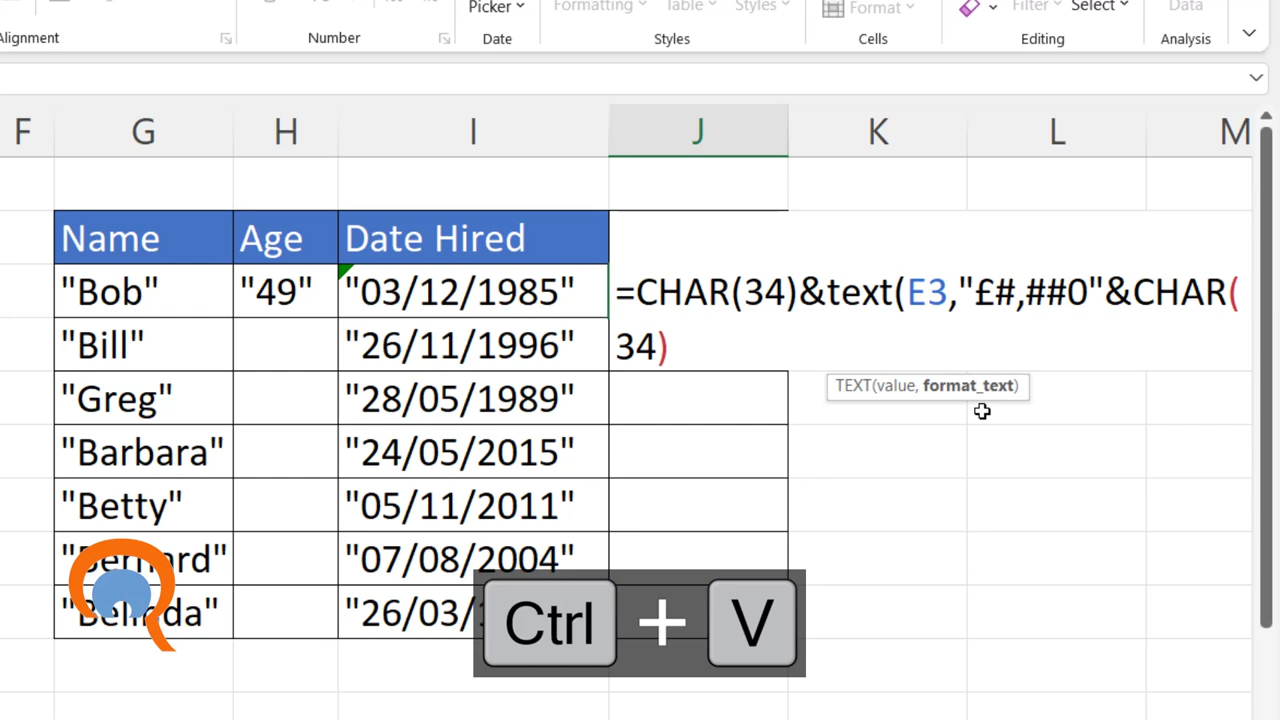 Picker
Formatting
Table
Styles
Format
Filter
Select
Data
Alignment
Number
Date
Styles
Cells
Editing
Analysis
F G H I J K L M
Name Age Date Hired
"Bob" "49" "03/12/1985" =CHAR(34)&text(E3,"£#,##0"&CHAR(
"Bill" "26/11/1996" 34)
TEXT(value, format_text)
"Greg" "28/05/1989"
"Barbara" "24/05/2015"
"Betty" "05/11/2011"
"Bernard" "07/08/2004"
"Belinda" "26/03/
Ctrl + V